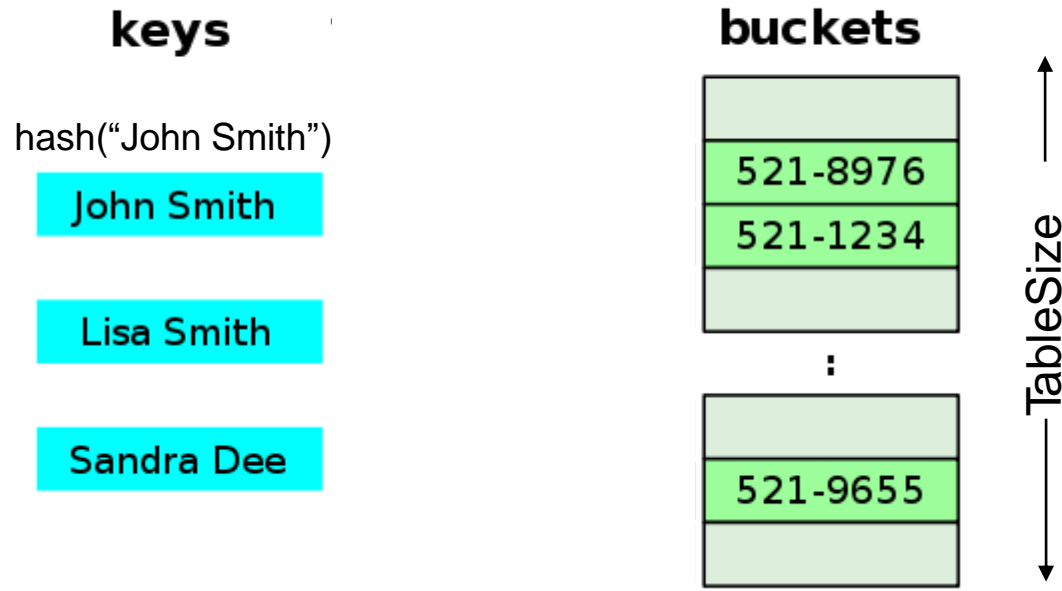 keys
hash(“John Smith”)
John Smith
Lisa Smith
Sandra Dee
buckets
521-8976
521-1234
:
521-9655
TableSize